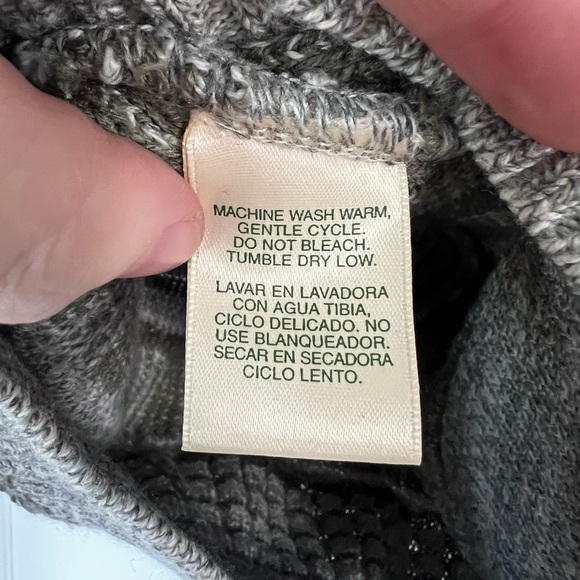 MACHINE WASH WARM,
GENTLE CYCLE.
DO NOT BLEACH.
TUMBLE DRY LOW.
LAVAR EN LAVADORA
CON AGUA TIBIA,
CICLO DELICADO. NO
USE BLANQUEADOR.
SECAR EN SECADORA
CICLO LENTO.